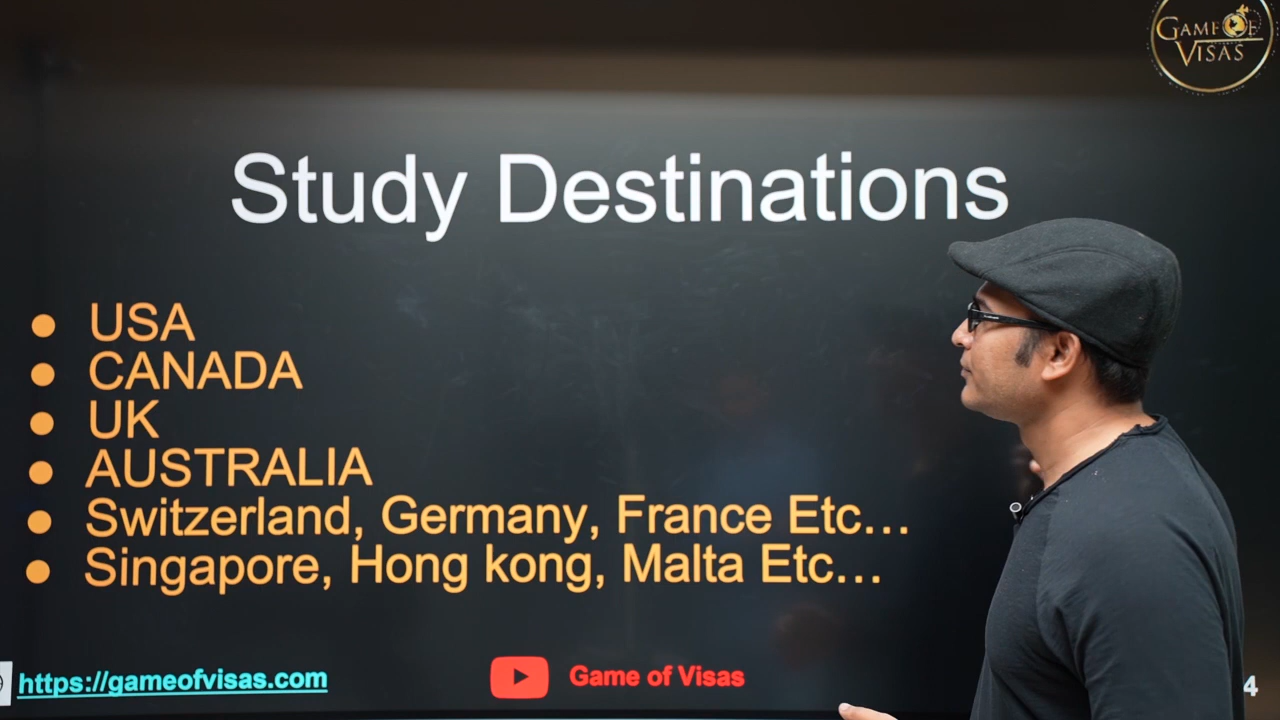 GAME OF
VISAS
Study Destinations
USA
CANADA
UK
AUSTRALIA
Switzerland, Germany, France Etc...
Singapore, Hong kong, Malta Etc...
https://gameofvisas.com
Game of Visas
4